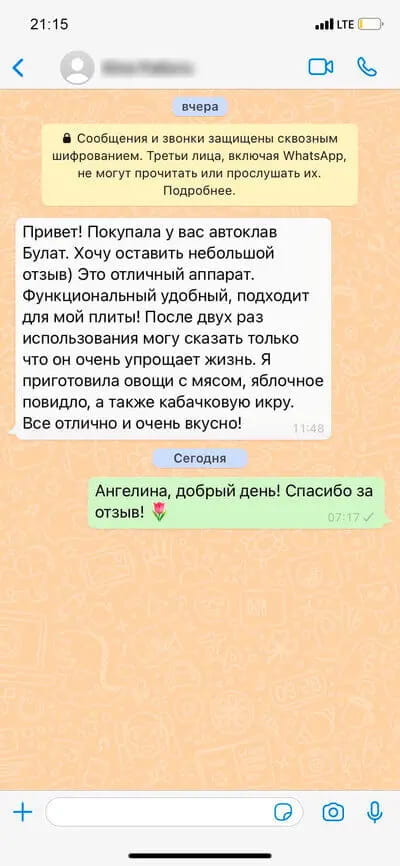 21:15
LTE
вчера
Сообщения и звонки защищены сквозным
шифрованием. Третьи лица, включая WhatsApp,
не могут прочитать или прослушать их.
Подробнее.
Привет! Покупала у вас автоклав
Булат. Хочу оставить небольшой
отзыв) Это отличный аппарат.
Функциональный удобный, подходит
для мой плиты! После двух раз
использования могу сказать только
что он очень упрощает жизнь. Я
приготовила овощи с мясом, яблочное
повидло, а также кабачковую икру.
Все отлично и очень вкусно!
11:48
Сегодня
Ангелина, добрый день! Спасибо за
отзыв! 🌷
07:17 ✓